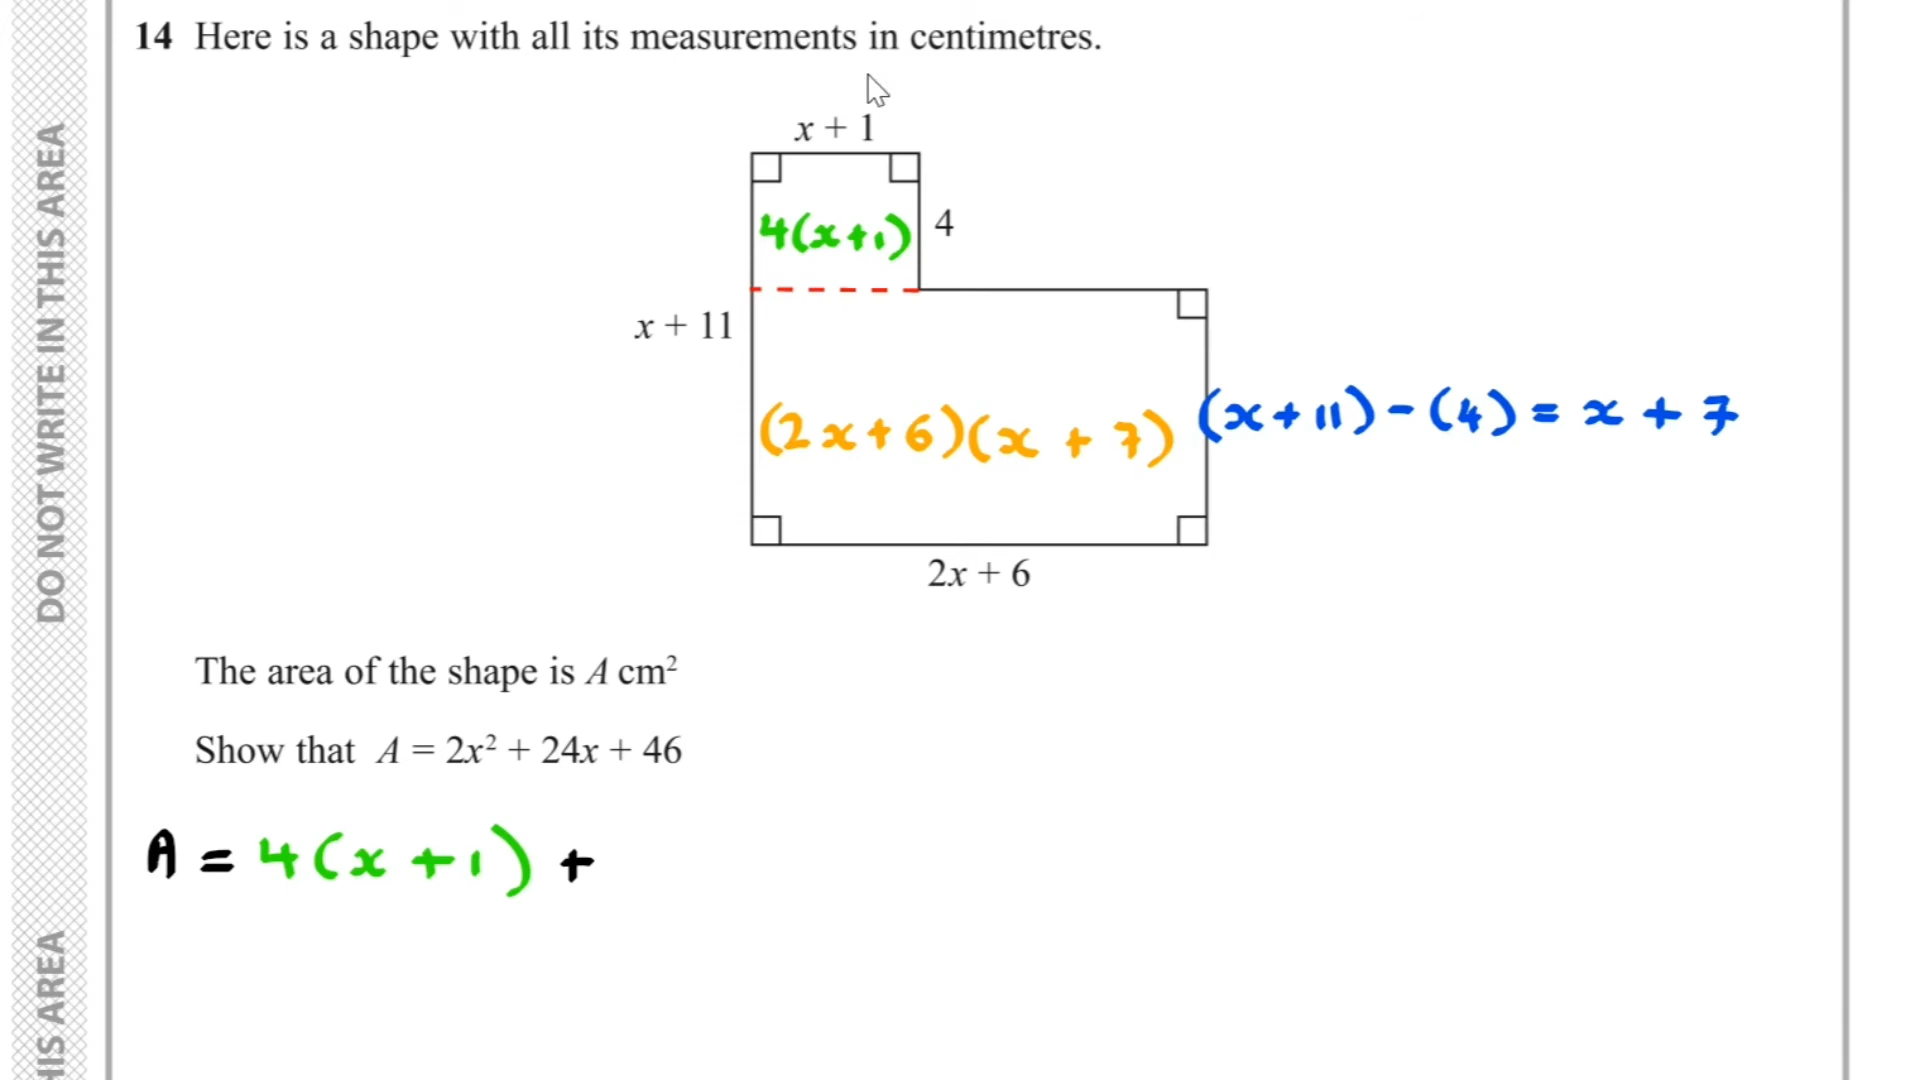 DO NOT WRITE IN THIS AREA
HIS AREA
14 Here is a shape with all its measurements in centimetres.
x + 1
4(x+1)
4
x + 11
(2x+6)(x + 7)
(x+11)-(4) = x + 7
2x + 6
The area of the shape is A cm²
Show that A = 2x² + 24x + 46
A = 4(x+1) +